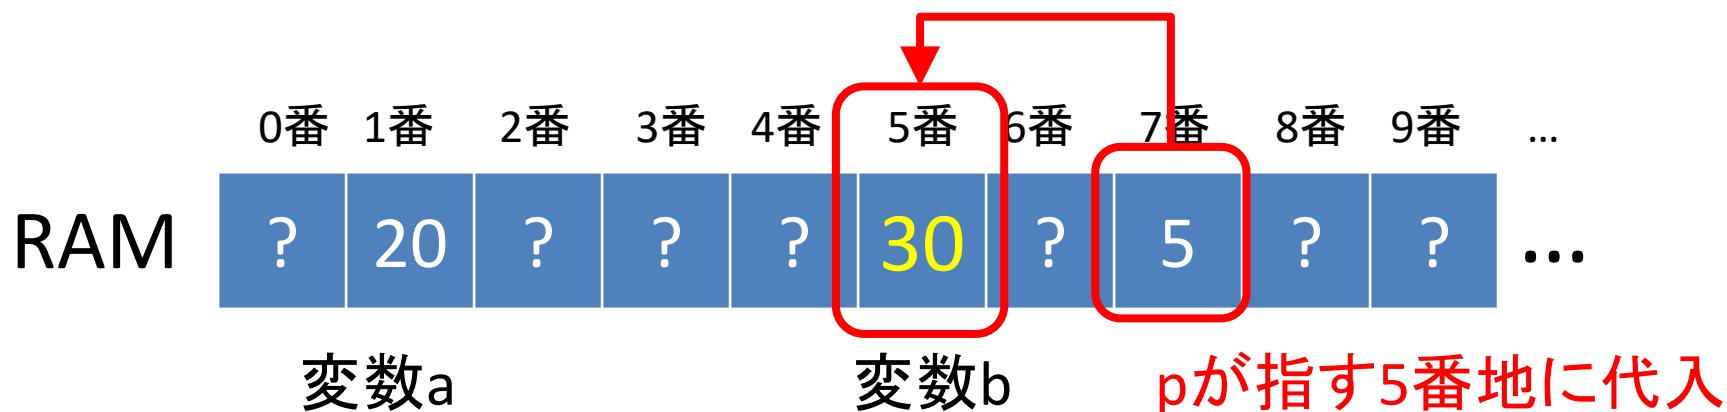 0番 1番 2番 3番 4番 5番 6番 7番 8番 9番 ...
RAM ? 20 ? ? ? 30 ? 5 ? ? ...
変数a 変数b pが指す5番地に代入